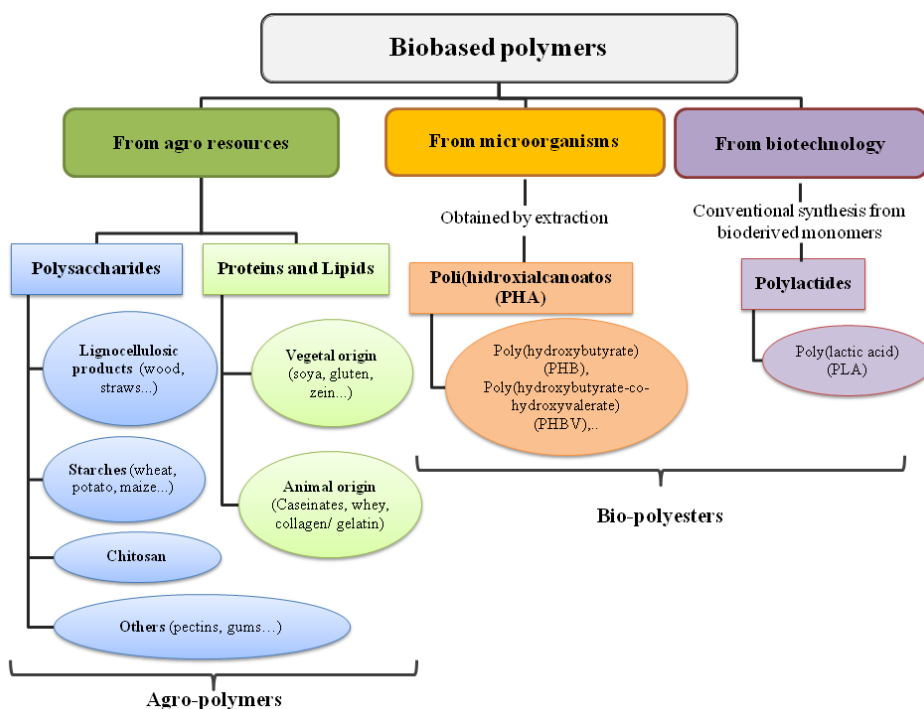 Biobased polymers
From agro resources
From microorganisms
From biotechnology
Obtained by extraction
Conventional synthesis from
bioderived monomers
Polysaccharides
Proteins and Lipids
Poli(hidroxialcanoatos
(PHA)
Polylactides
Lignocellulosic
products (wood,
straws...)
Vegetal origin
(soya, gluten,
zein...)
Poly(hydroxybutyrate)
(PHB),
Poly(hydroxybutyrate-co-
hydroxyvalerate)
(PHBV),..
Poly(lactic acid)
(PLA)
Starches (wheat,
potato, maize...)
Animal origin
(Caseinates, whey,
collagen/ gelatin)
Chitosan
Others (pectins, gums...)
Bio-polyesters
Agro-polymers